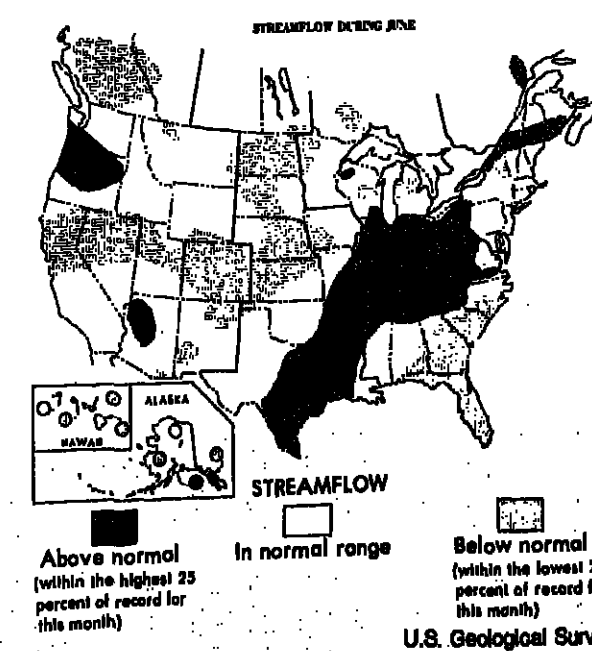 STREAMFLOW DURING JUNE
ALASKA
HAWAII
STREAMFLOW
Above normal
(within the highest 25
percent of record for
this month)
In normal range
Below normal
(within the lowest 2
percent of record f
this month)
U.S. Geological Surv